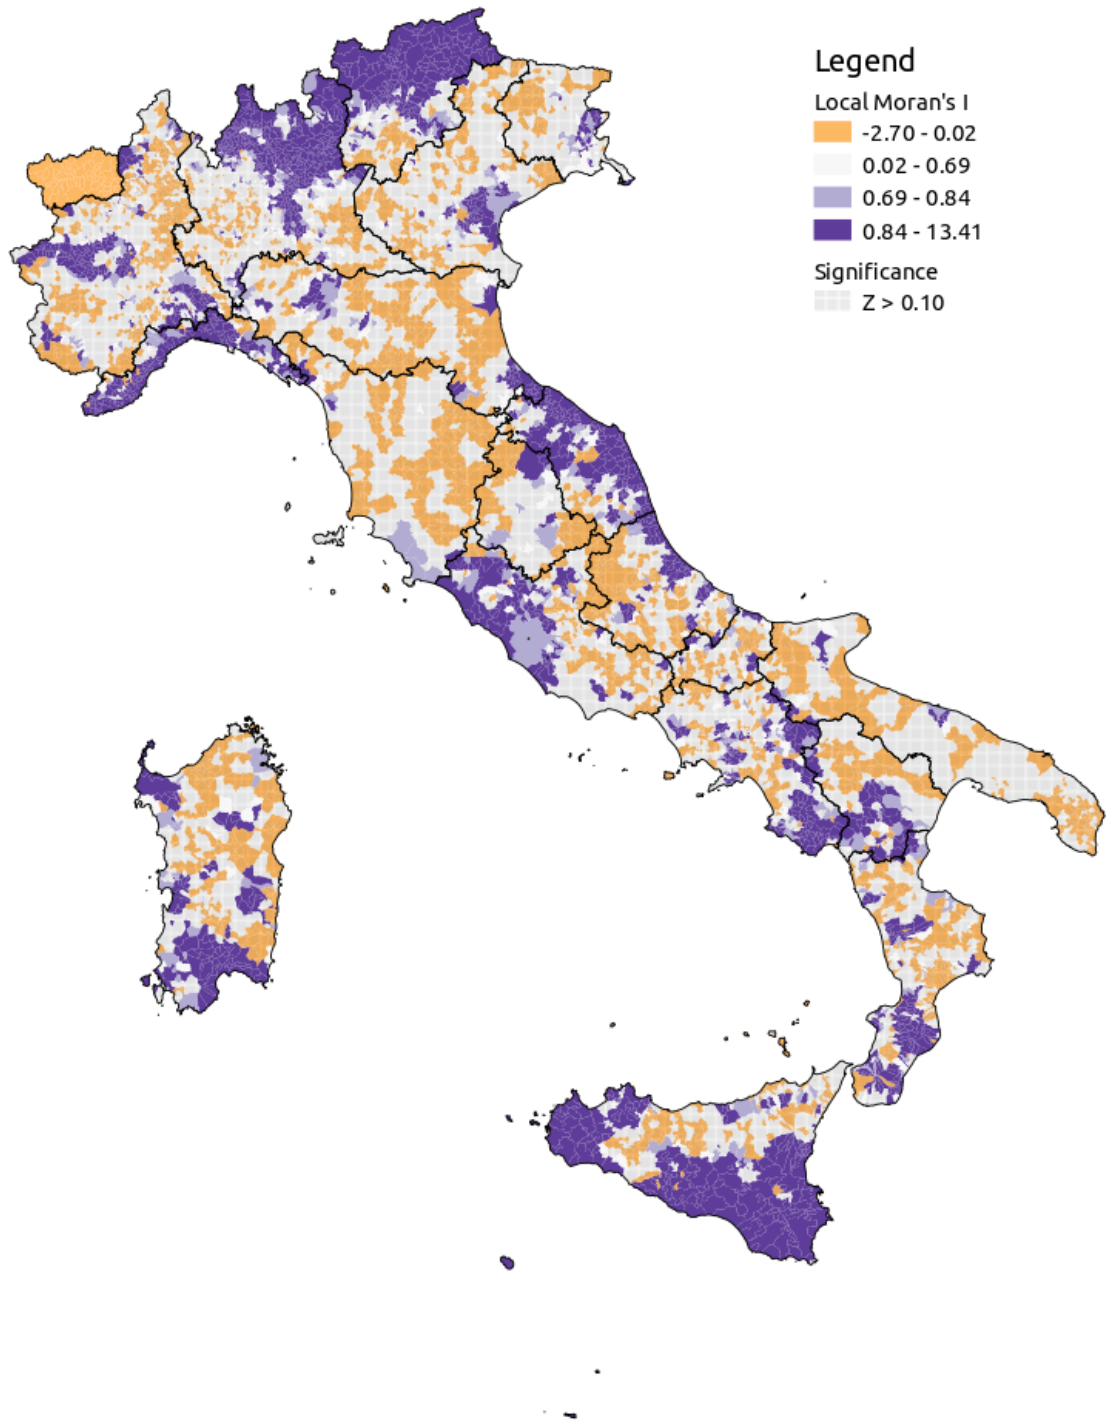 Legend
Local Moran's I
-2.70 - 0.02
0.02 - 0.69
0.69 - 0.84
0.84 - 13.41
Significance
Z > 0.10